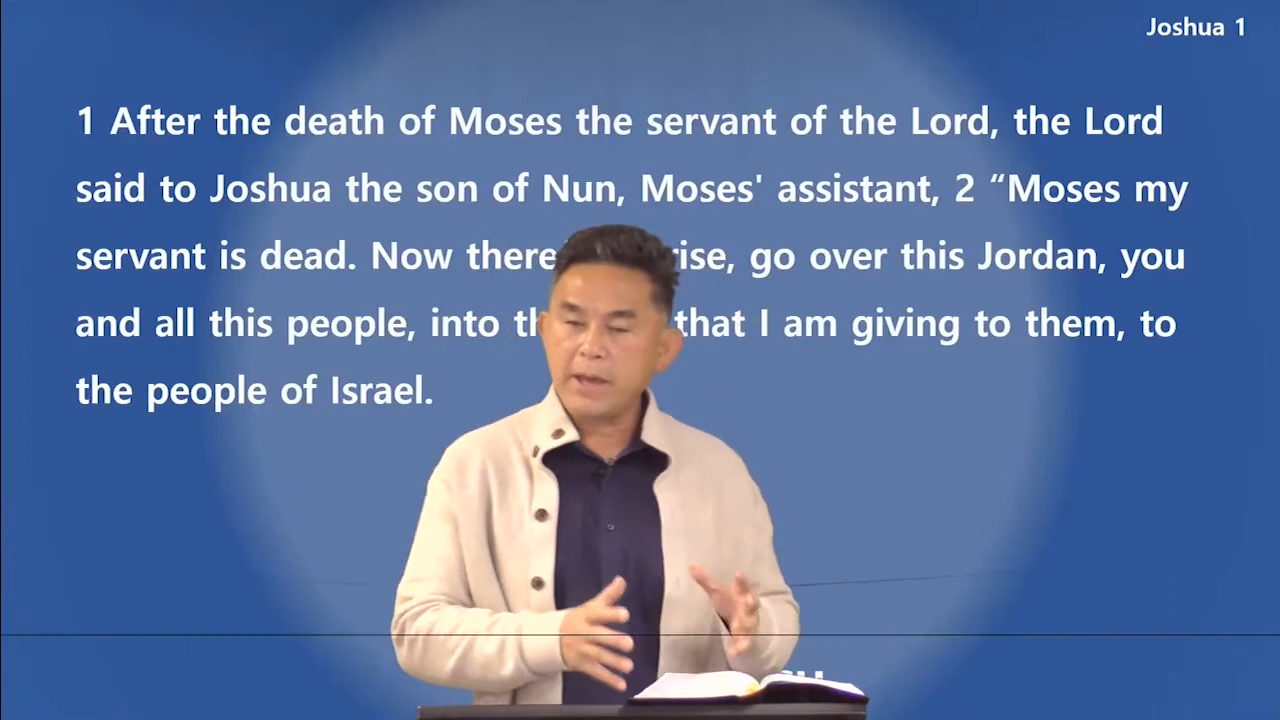 Joshua 1
1 After the death of Moses the servant of the Lord, the Lord
said to Joshua the son of Nun, Moses' assistant, 2 “Moses my
servant is dead. Now there rise, go over this Jordan, you
and all this people, into th that I am giving to them, to
the people of Israel.